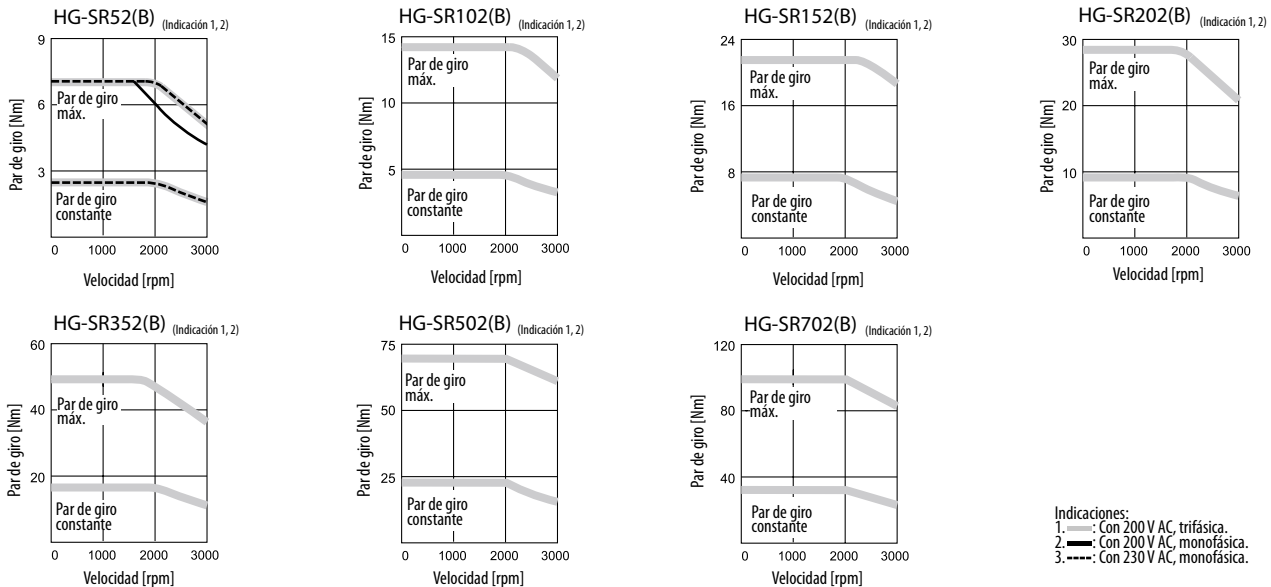 HG-SR52(B) (Indicación 1, 2)
9
6
3
Par de giro [Nm]
Par de giro
máx.
Par de giro
constante
0 1000 2000 3000
Velocidad [rpm]
HG-SR102(B) (Indicación 1, 2)
15
10
5
Par de giro [Nm]
Par de giro
máx.
Par de giro
constante
0 1000 2000 3000
Velocidad [rpm]
HG-SR152(B) (Indicación 1, 2)
24
16
8
Par de giro [Nm]
Par de giro
máx.
Par de giro
constante
0 1000 2000 3000
Velocidad [rpm]
HG-SR202(B) (Indicación 1, 2)
30
20
10
Par de giro [Nm]
Par de giro
máx.
Par de giro
constante
0 1000 2000 3000
Velocidad [rpm]
HG-SR352(B) (Indicación 1, 2)
60
40
20
Par de giro [Nm]
Par de giro
máx.
Par de giro
constante
0 1000 2000 3000
Velocidad [rpm]
HG-SR502(B) (Indicación 1, 2)
75
50
25
Par de giro [Nm]
Par de giro
máx.
Par de giro
constante
0 1000 2000 3000
Velocidad [rpm]
HG-SR702(B) (Indicación 1, 2)
120
80
40
Par de giro [Nm]
Par de giro
máx.
Par de giro
constante
0 1000 2000 3000
Velocidad [rpm]
Indicaciones:
1. : Con 200 V AC, trifásica.
2. : Con 200 V AC, monofásica.
3. : Con 230 V AC, monofásica.